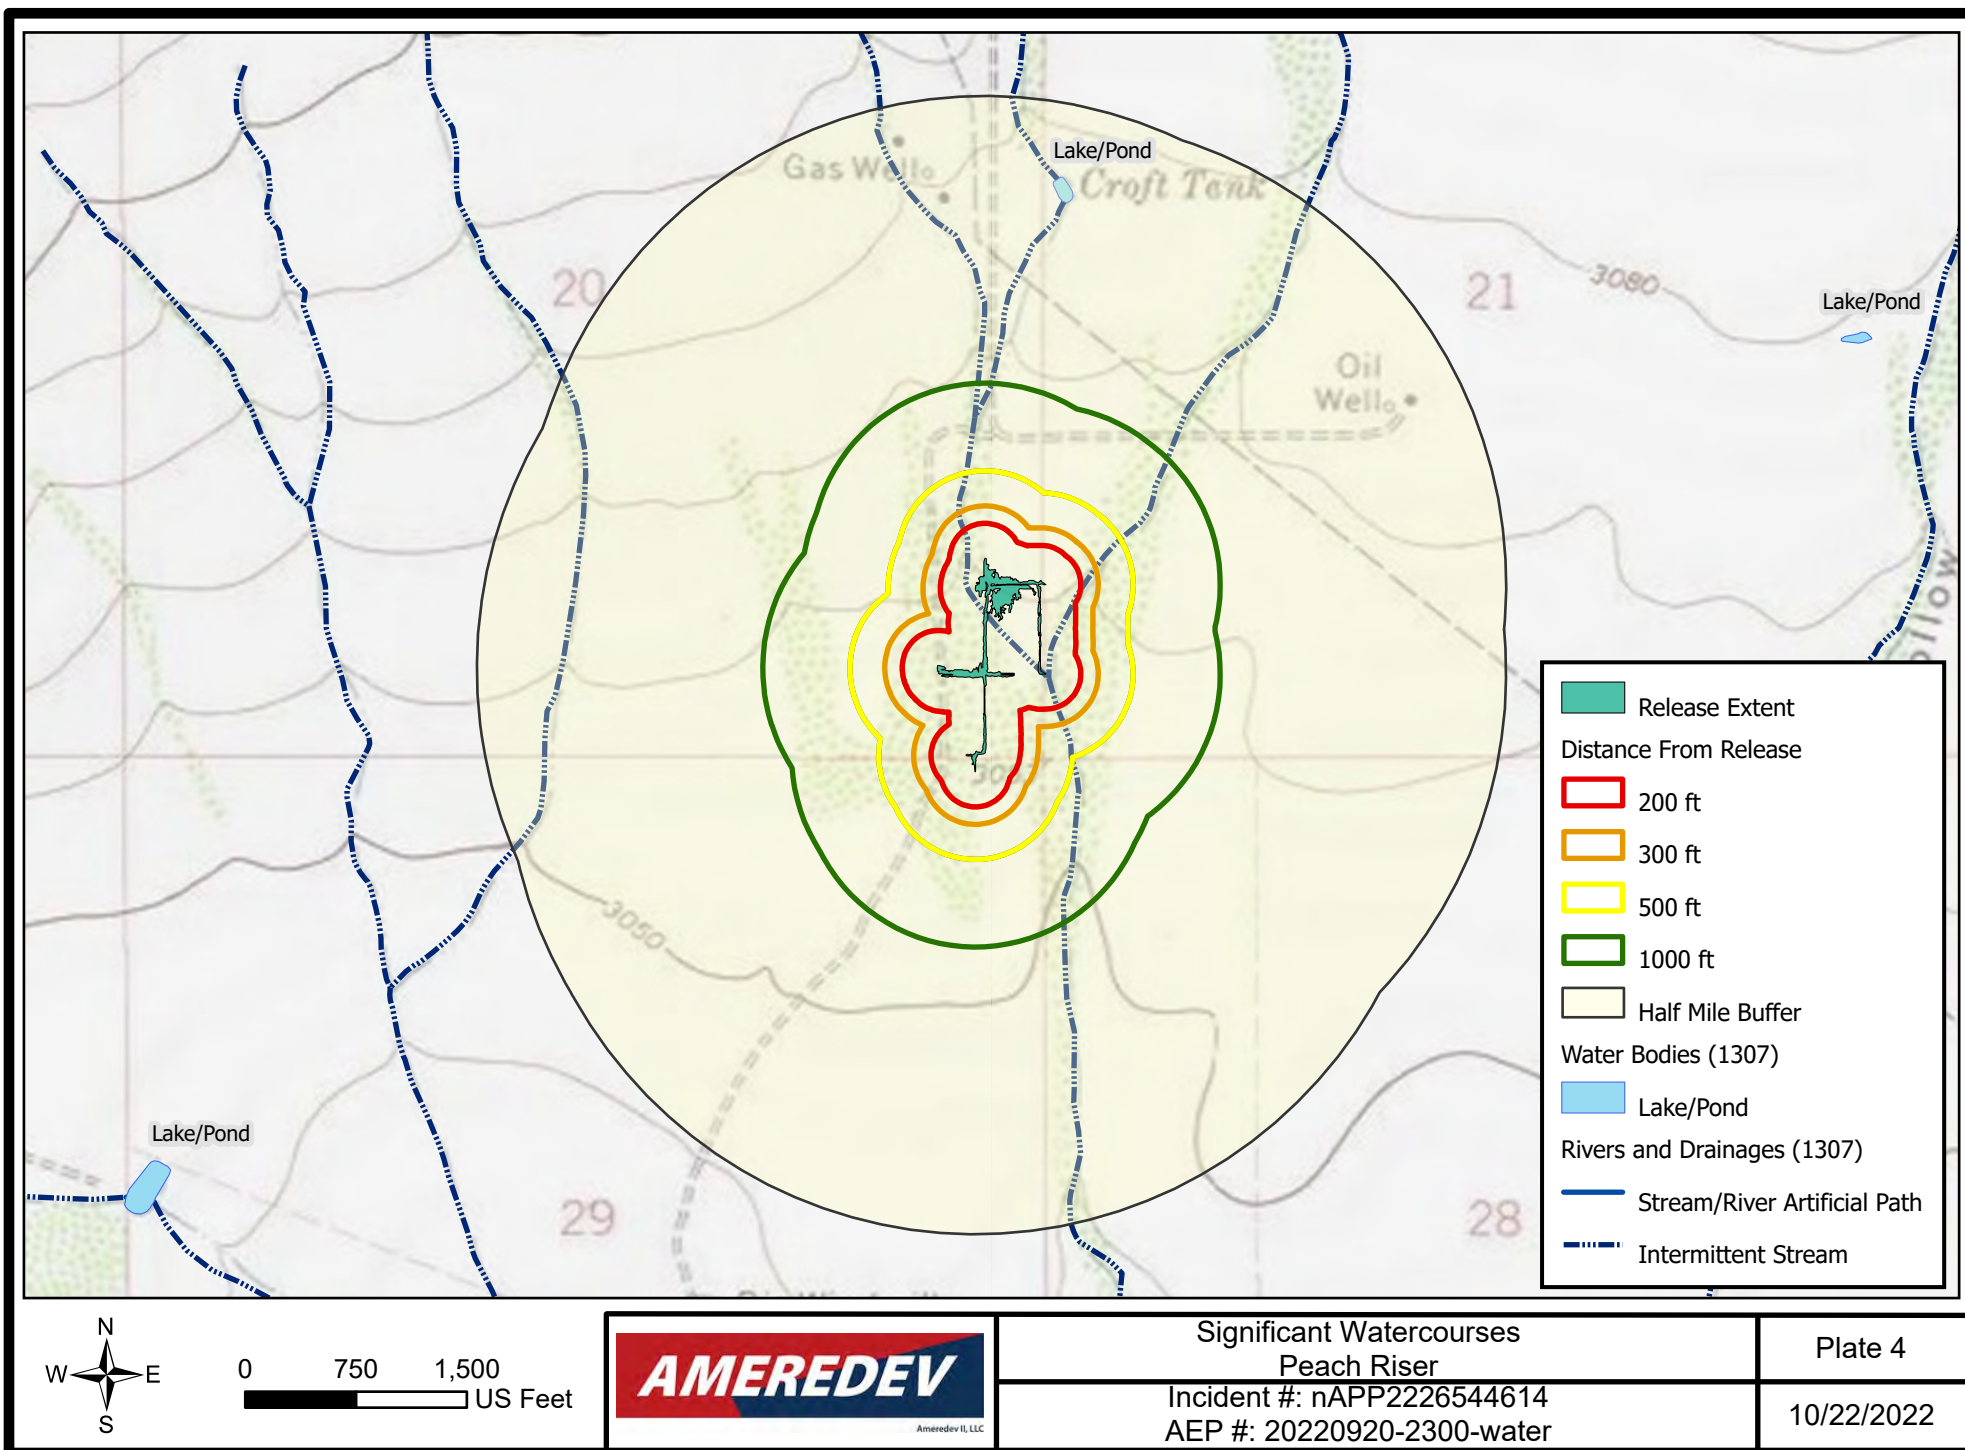 Lake/Pond
Gas Well
Croft Tank
20
21
3080
Lake/Pond
Oil
Well
3050
Lake/Pond
29
28
Release Extent
Distance From Release
200 ft
300 ft
500 ft
1000 ft
Half Mile Buffer
Water Bodies (1307)
Lake/Pond
Rivers and Drainages (1307)
Stream/River Artificial Path
Intermittent Stream
N
W E
S
0 750 1,500
US Feet
AMEREDEV
Ameredev II, LLC
Significant Watercourses
Peach Riser
Incident #: nAPP2226544614
AEP #: 20220920-2300-water
Plate 4
10/22/2022